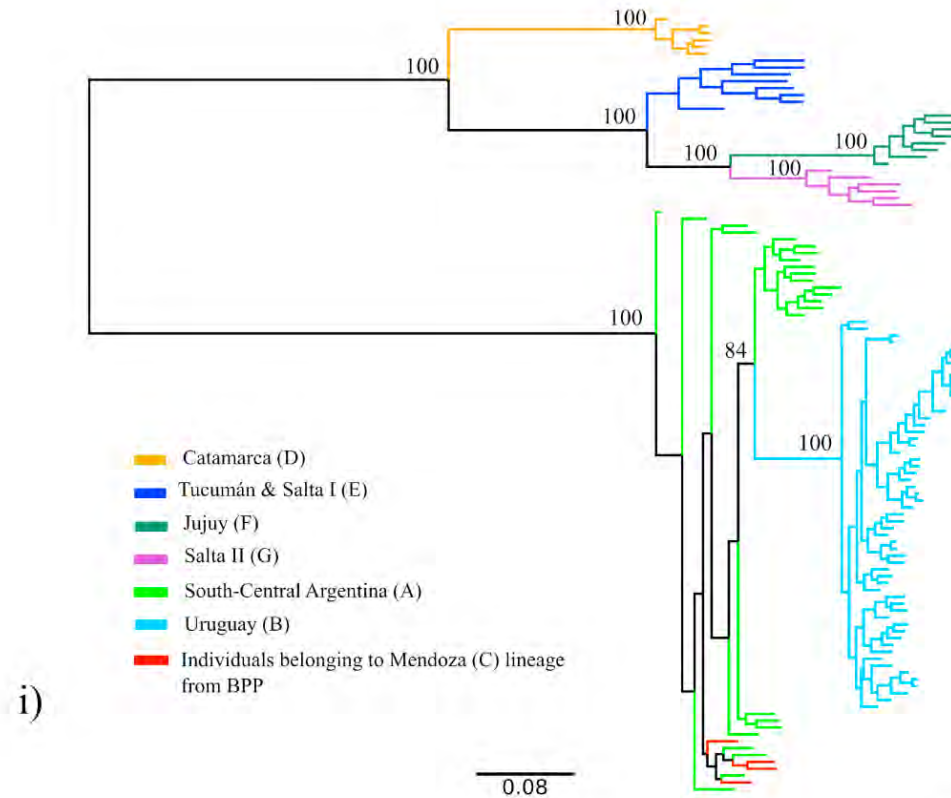 100
100
100
100
100
100
100
84
100
Catamarca (D)
Tucumán & Salta I (E)
Jujuy (F)
Salta II (G)
South-Central Argentina (A)
Uruguay (B)
Individuals belonging to Mendoza (C) lineage
from BPP
i)
0.08